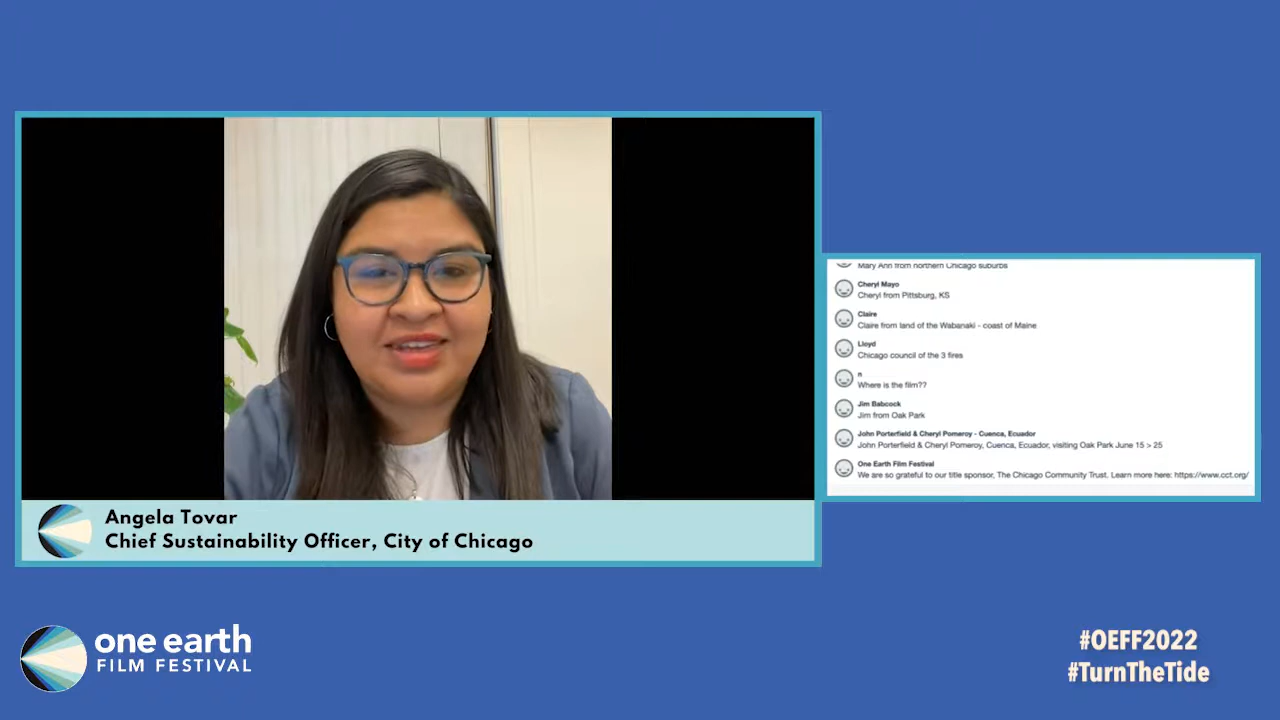 Angela Tovar
Chief Sustainability Officer, City of Chicago
Mary Ann from northern Chicago suburbs
Cheryl Mayo
Cheryl from Pittsburg, KS
Claire
Claire from land of the Wabanaki - coast of Maine
Lloyd
Chicago council of the 3 fires
n
Where is the film??
Jim Babcock
Jim from Oak Park
John Porterfield & Cheryl Pomeroy - Cuenca, Ecuador
John Porterfield & Cheryl Pomeroy, Cuenca, Ecuador, visiting Oak Park June 15 > 25
One Earth Film Festival
We are so grateful to our title sponsor, The Chicago Community Trust. Learn more here: https://www.cct.org/
one earth
FILM FESTIVAL
#OEFF2022
#TurnTheTide